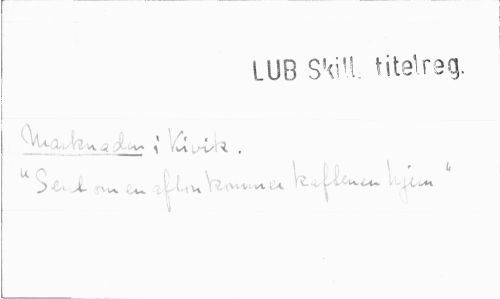 LUB Skill. titelreg.
Marknaden i Kivik.
"Sent om en afton kommer kaftenen hjem"